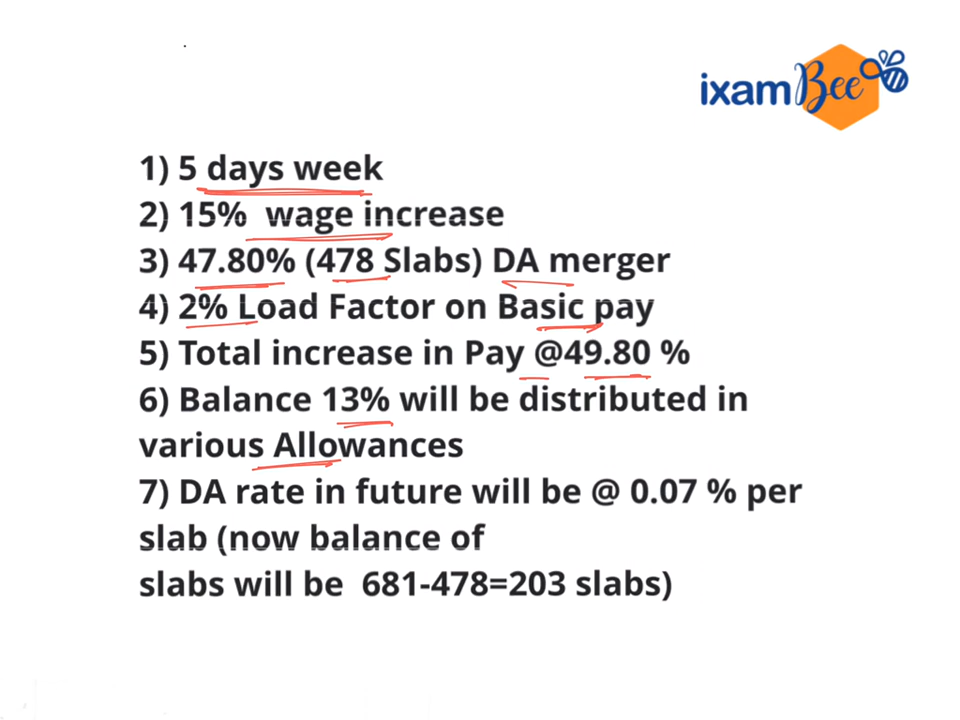 ixamBee
1) 5 days week
2) 15% wage increase
3) 47.80% (478 Slabs) DA merger
4) 2% Load Factor on Basic pay
5) Total increase in Pay @49.80 %
6) Balance 13% will be distributed in
various Allowances
7) DA rate in future will be @ 0.07 % per
slab (now balance of
slabs will be 681-478=203 slabs)